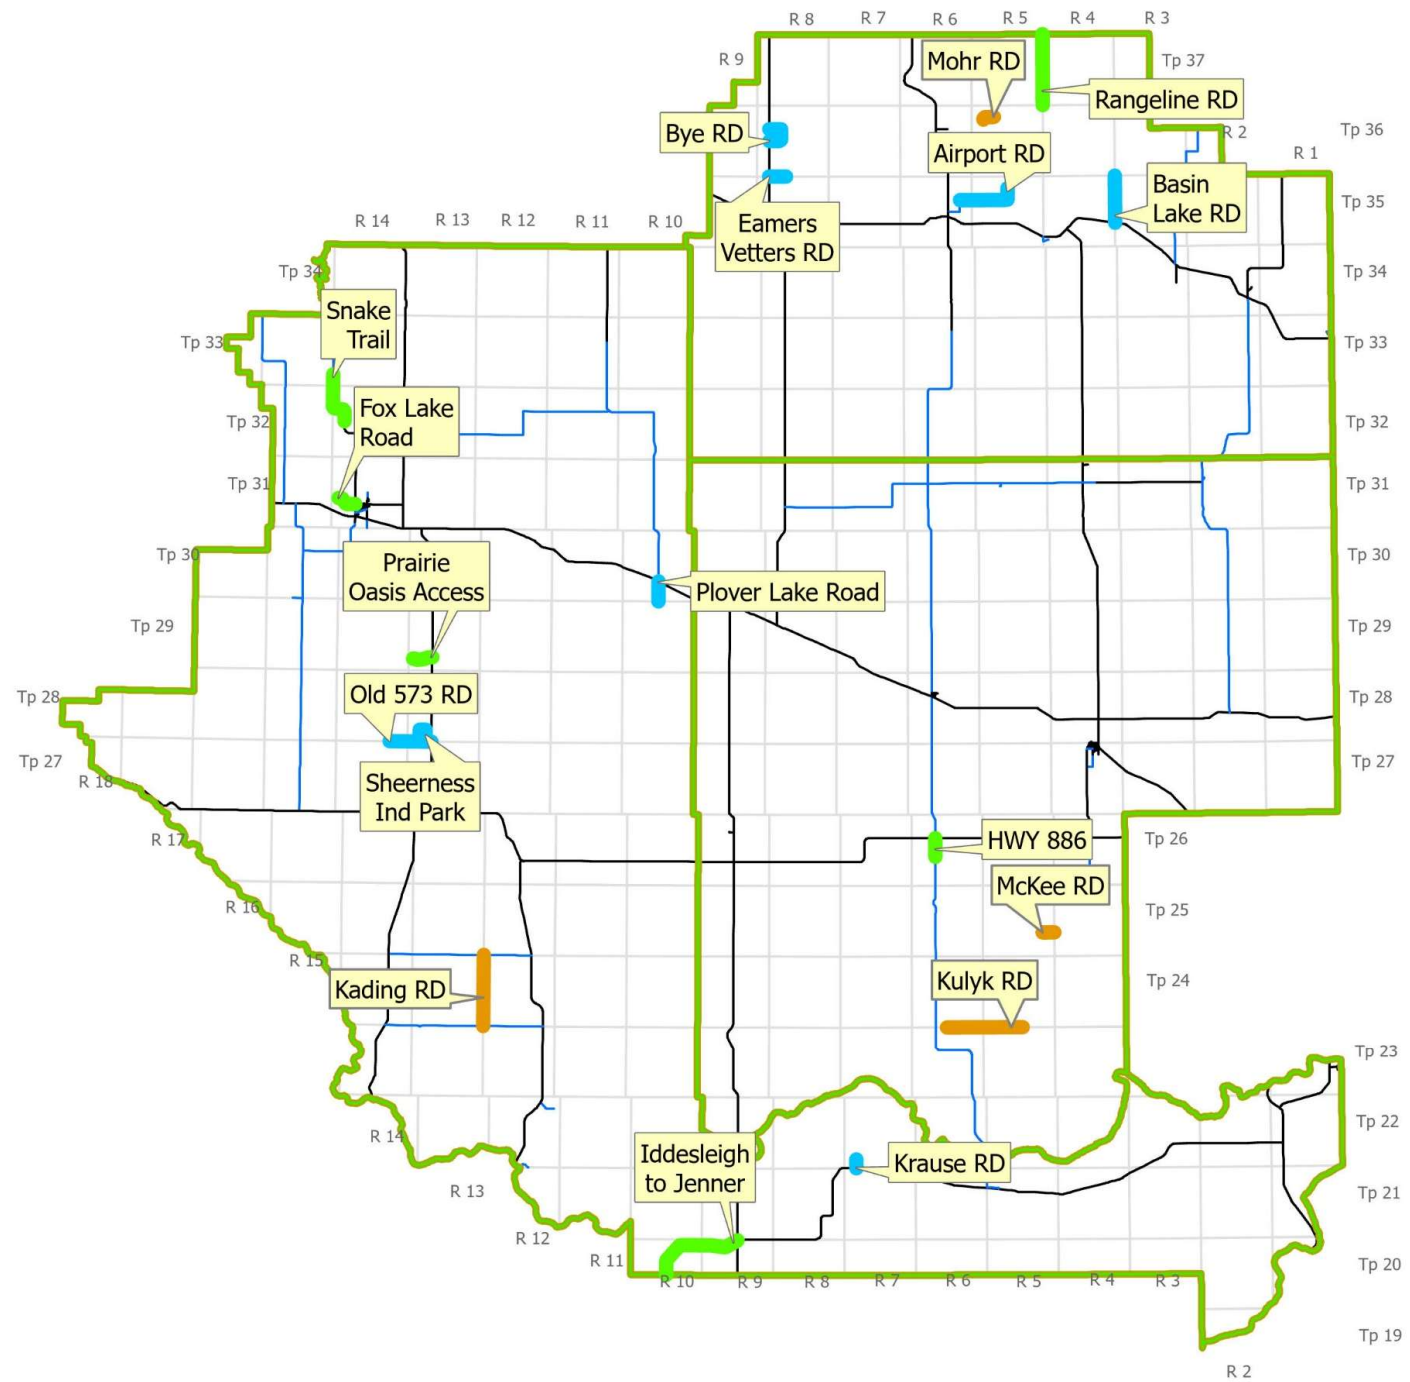 R 8
R 7
R 6
R 5
R 4
R 3
R 9
Mohr RD
Tp 37
Rangeline RD
Bye RD
Tp 36
R 2
Airport RD
R 1
Basin
Lake RD
Tp 35
Eamers
Vetters RD
R 14
R 13
R 12
R 11
R 10
Tp 34
Tp 34
Snake
Trail
Tp 33
Tp 33
Fox Lake
Road
Tp 32
Tp 32
Tp 31
Tp 31
Tp 30
Tp 30
Prairie
Oasis Access
Plover Lake Road
Tp 29
Tp 29
Tp 28
Old 573 RD
Tp 28
Tp 27
Tp 27
R 18
Sheerness
Ind Park
R 17
HWY 886
Tp 26
McKee RD
R 16
Tp 25
R 15
Kading RD
Kulyk RD
Tp 24
Tp 23
R 14
Tp 22
Iddesleigh
to Jenner
Krause RD
R 13
Tp 21
R 12
R 11
Tp 20
R 10
R 9
R 8
R 7
R 6
R 5
R 4
R 3
Tp 19
R 2